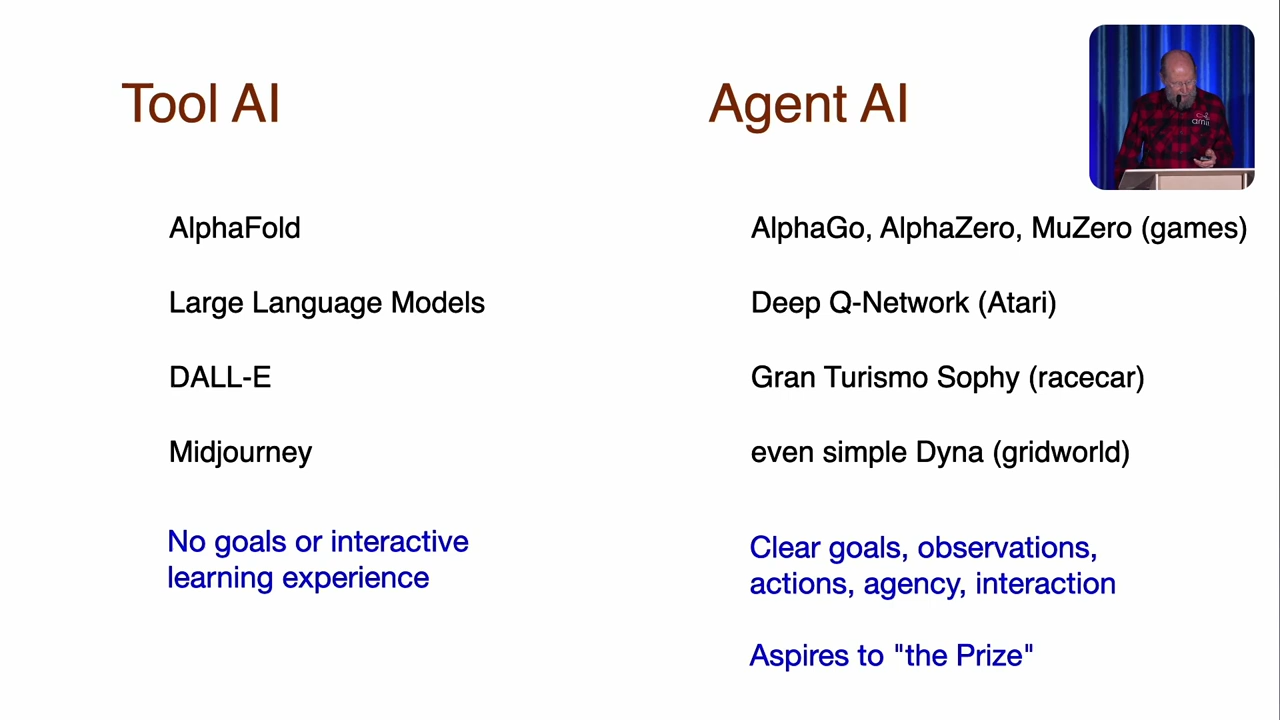 Tool AI
AlphaFold
Large Language Models
DALL-E
Midjourney
No goals or interactive
learning experience
Agent AI
AlphaGo, AlphaZero, MuZero (games)
Deep Q-Network (Atari)
Gran Turismo Sophy (racecar)
even simple Dyna (gridworld)
Clear goals, observations,
actions, agency, interaction
Aspires to "the Prize"
amii